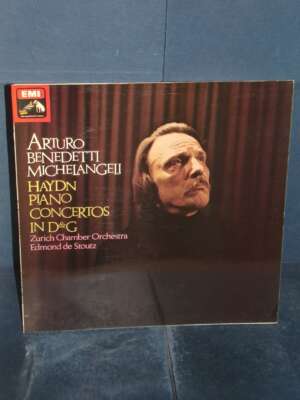 EMI
ARTURO
BENEDETTI
MICHELANGELI
HAYDN
PIANO
CONCERTOS
IN D&G
Zurich Chamber Orchestra
Edmond de Stoutz